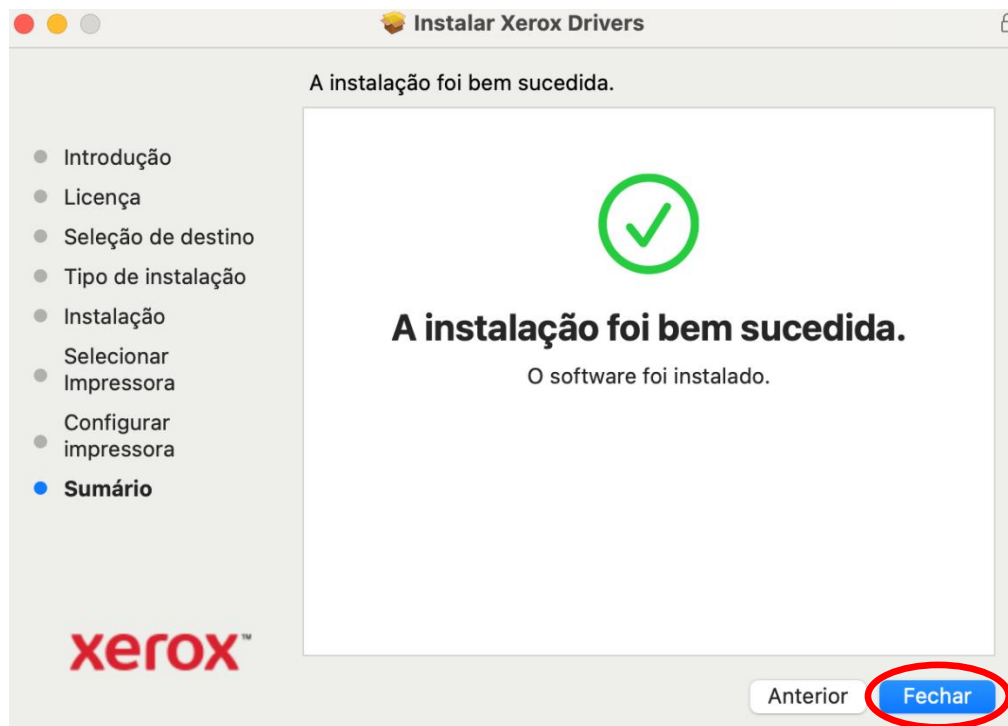 Instalar Xerox Drivers
A instalação foi bem sucedida.
Introdução
Licença
Seleção de destino
Tipo de instalação
Instalação
Selecionar
Impressora
Configurar
impressora
Sumário
A instalação foi bem sucedida.
O software foi instalado.
xerox™
Anterior
Fechar